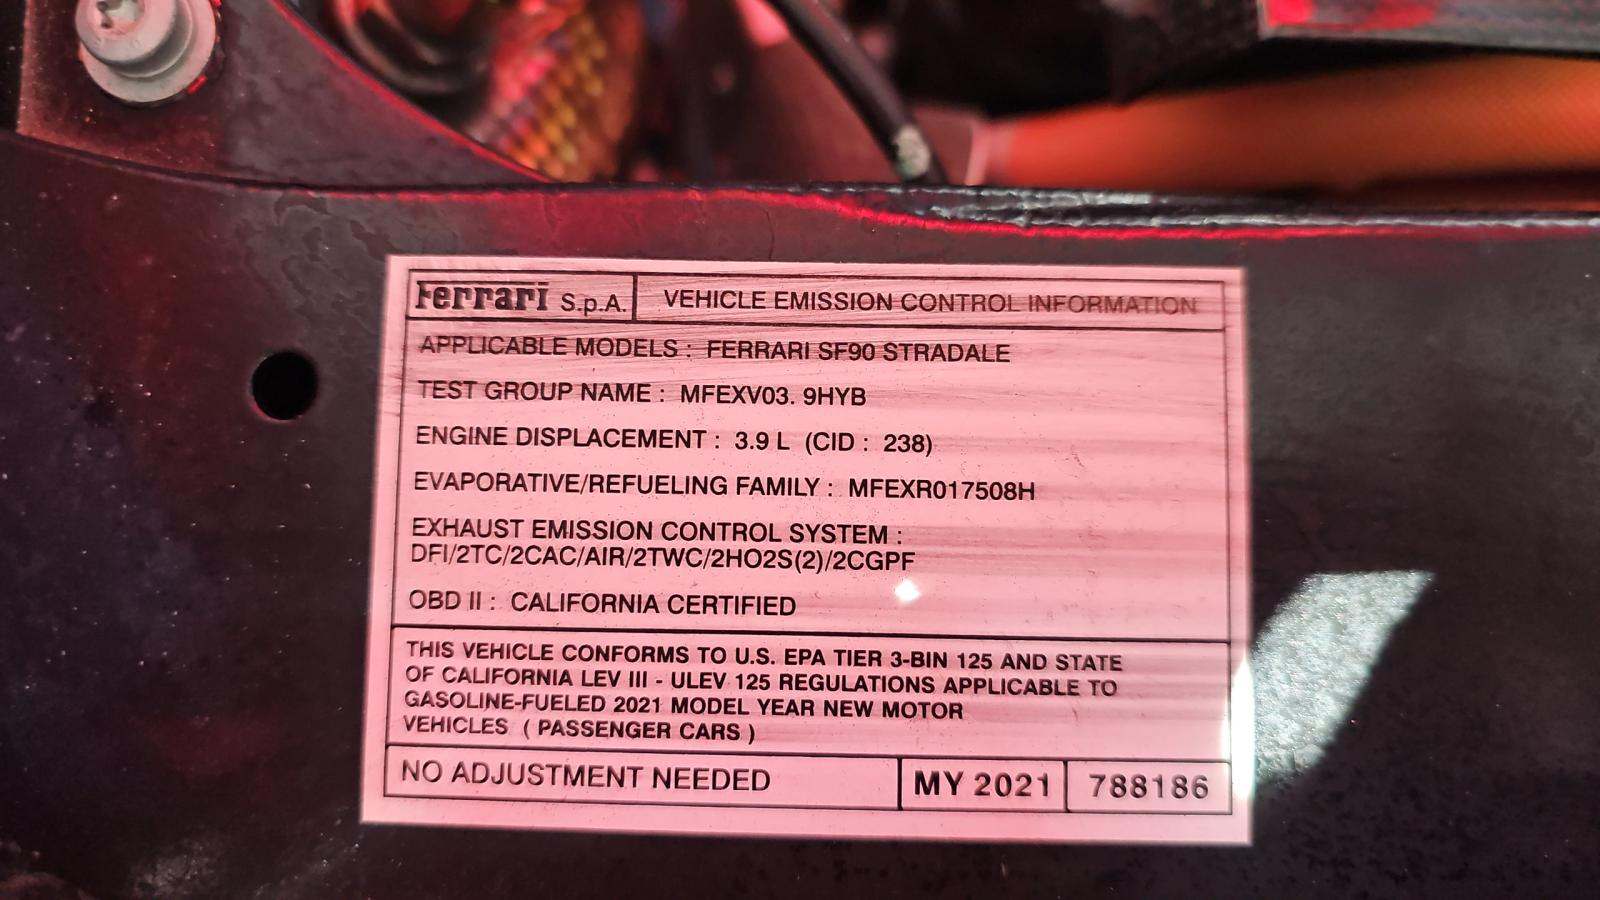 Ferrari S.p.A. VEHICLE EMISSION CONTROL INFORMATION
APPLICABLE MODELS : FERRARI SF90 STRADALE
TEST GROUP NAME : MFEXV03. 9HYB
ENGINE DISPLACEMENT : 3.9 L (CID : 238)
EVAPORATIVE/REFUELING FAMILY : MFEXR017508H
EXHAUST EMISSION CONTROL SYSTEM :
DFI/2TC/2CAC/AIR/2TWC/2HO2S(2)/2CGPF
OBD II : CALIFORNIA CERTIFIED
THIS VEHICLE CONFORMS TO U.S. EPA TIER 3-BIN 125 AND STATE
OF CALIFORNIA LEV III - ULEV 125 REGULATIONS APPLICABLE TO
GASOLINE-FUELED 2021 MODEL YEAR NEW MOTOR
VEHICLES ( PASSENGER CARS )
NO ADJUSTMENT NEEDED MY 2021 788186